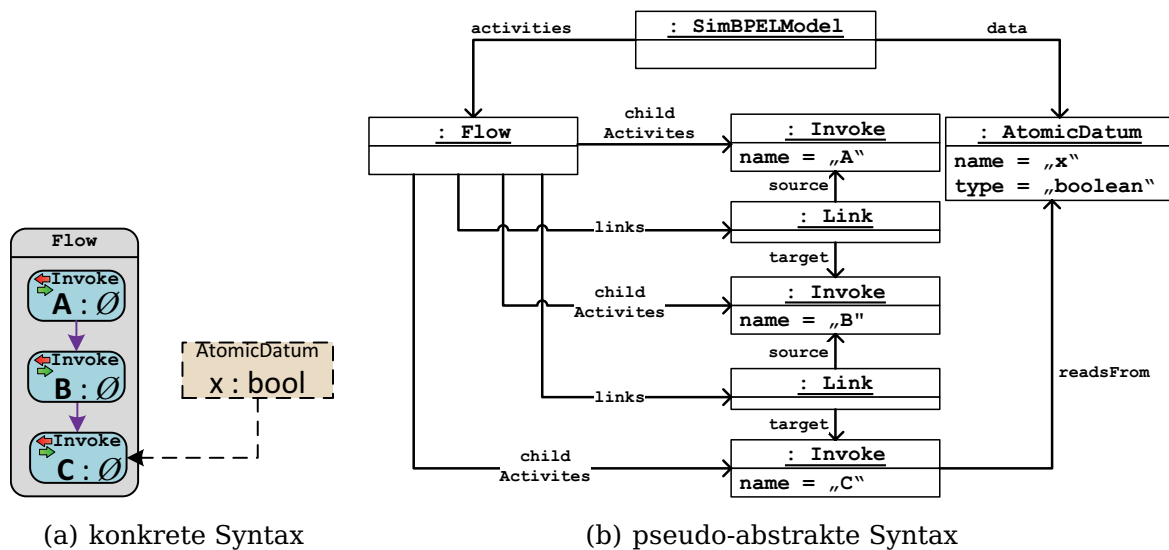 Flow
Invoke
A : Ø
Invoke
B : Ø
Invoke
C : Ø
AtomicDatum
x : bool
(a) konkrete Syntax
: SimBPELModel
activities
data
: Flow
child
Activites
: Invoke
name = „A“
: AtomicDatum
name = „x“
type = „boolean“
source
links
: Link
target
child
Activites
: Invoke
name = „B"
source
links
: Link
readsFrom
target
child
Activites
: Invoke
name = „C“
(b) pseudo-abstrakte Syntax